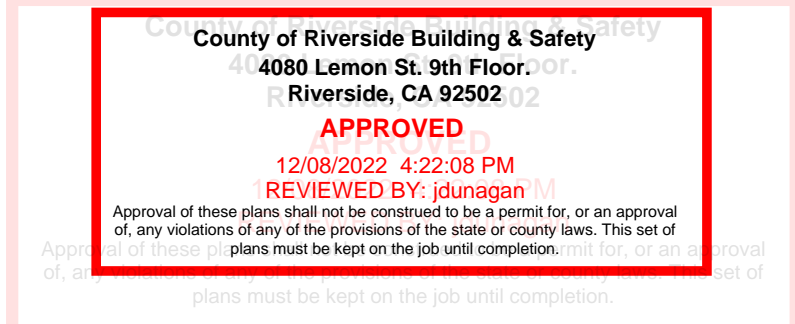 County of Riverside Building & Safety
4080 Lemon St. 9th Floor.
Riverside, CA 92502
APPROVED
12/08/2022 4:22:08 PM
REVIEWED BY: jdunagan
Approval of these plans shall not be construed to be a permit for, or an approval
of, any violations of any of the provisions of the state or county laws. This set of
plans must be kept on the job until completion.